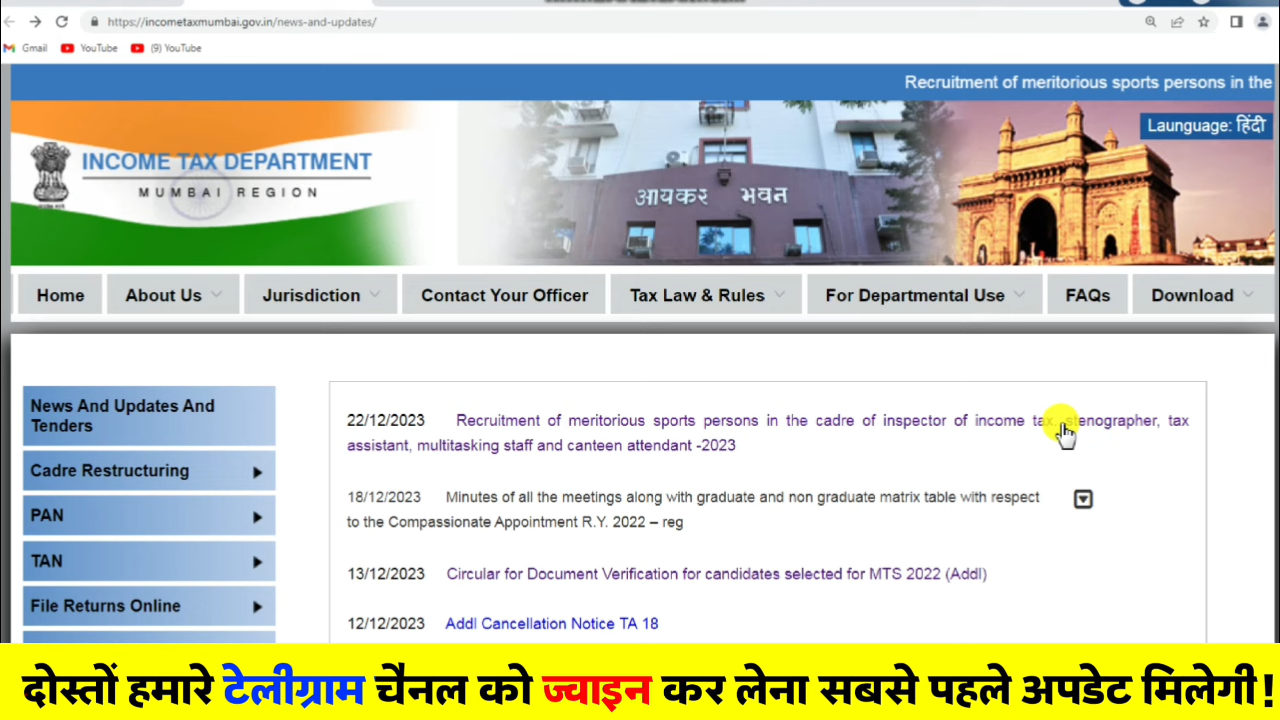 https://incometaxmumbai.gov.in/news-and-updates/
Gmail YouTube (9) YouTube
Recruitment of meritorious sports persons in the
Launguage: हिंदी
INCOME TAX DEPARTMENT
MUMBAI REGION
आयकर भवन
Home About Us Jurisdiction Contact Your Officer Tax Law & Rules For Departmental Use FAQs Download
News And Updates And
Tenders
Cadre Restructuring
PAN
TAN
File Returns Online
22/12/2023 Recruitment of meritorious sports persons in the cadre of inspector of income tax, stenographer, tax
assistant, multitasking staff and canteen attendant -2023
18/12/2023 Minutes of all the meetings along with graduate and non graduate matrix table with respect
to the Compassionate Appointment R.Y. 2022 – reg
13/12/2023 Circular for Document Verification for candidates selected for MTS 2022 (Addl)
12/12/2023 Addl Cancellation Notice TA 18
दोस्तों हमारे टेलीग्राम चैनल को ज्वाइन कर लेना सबसे पहले अपडेट मिलेगी!